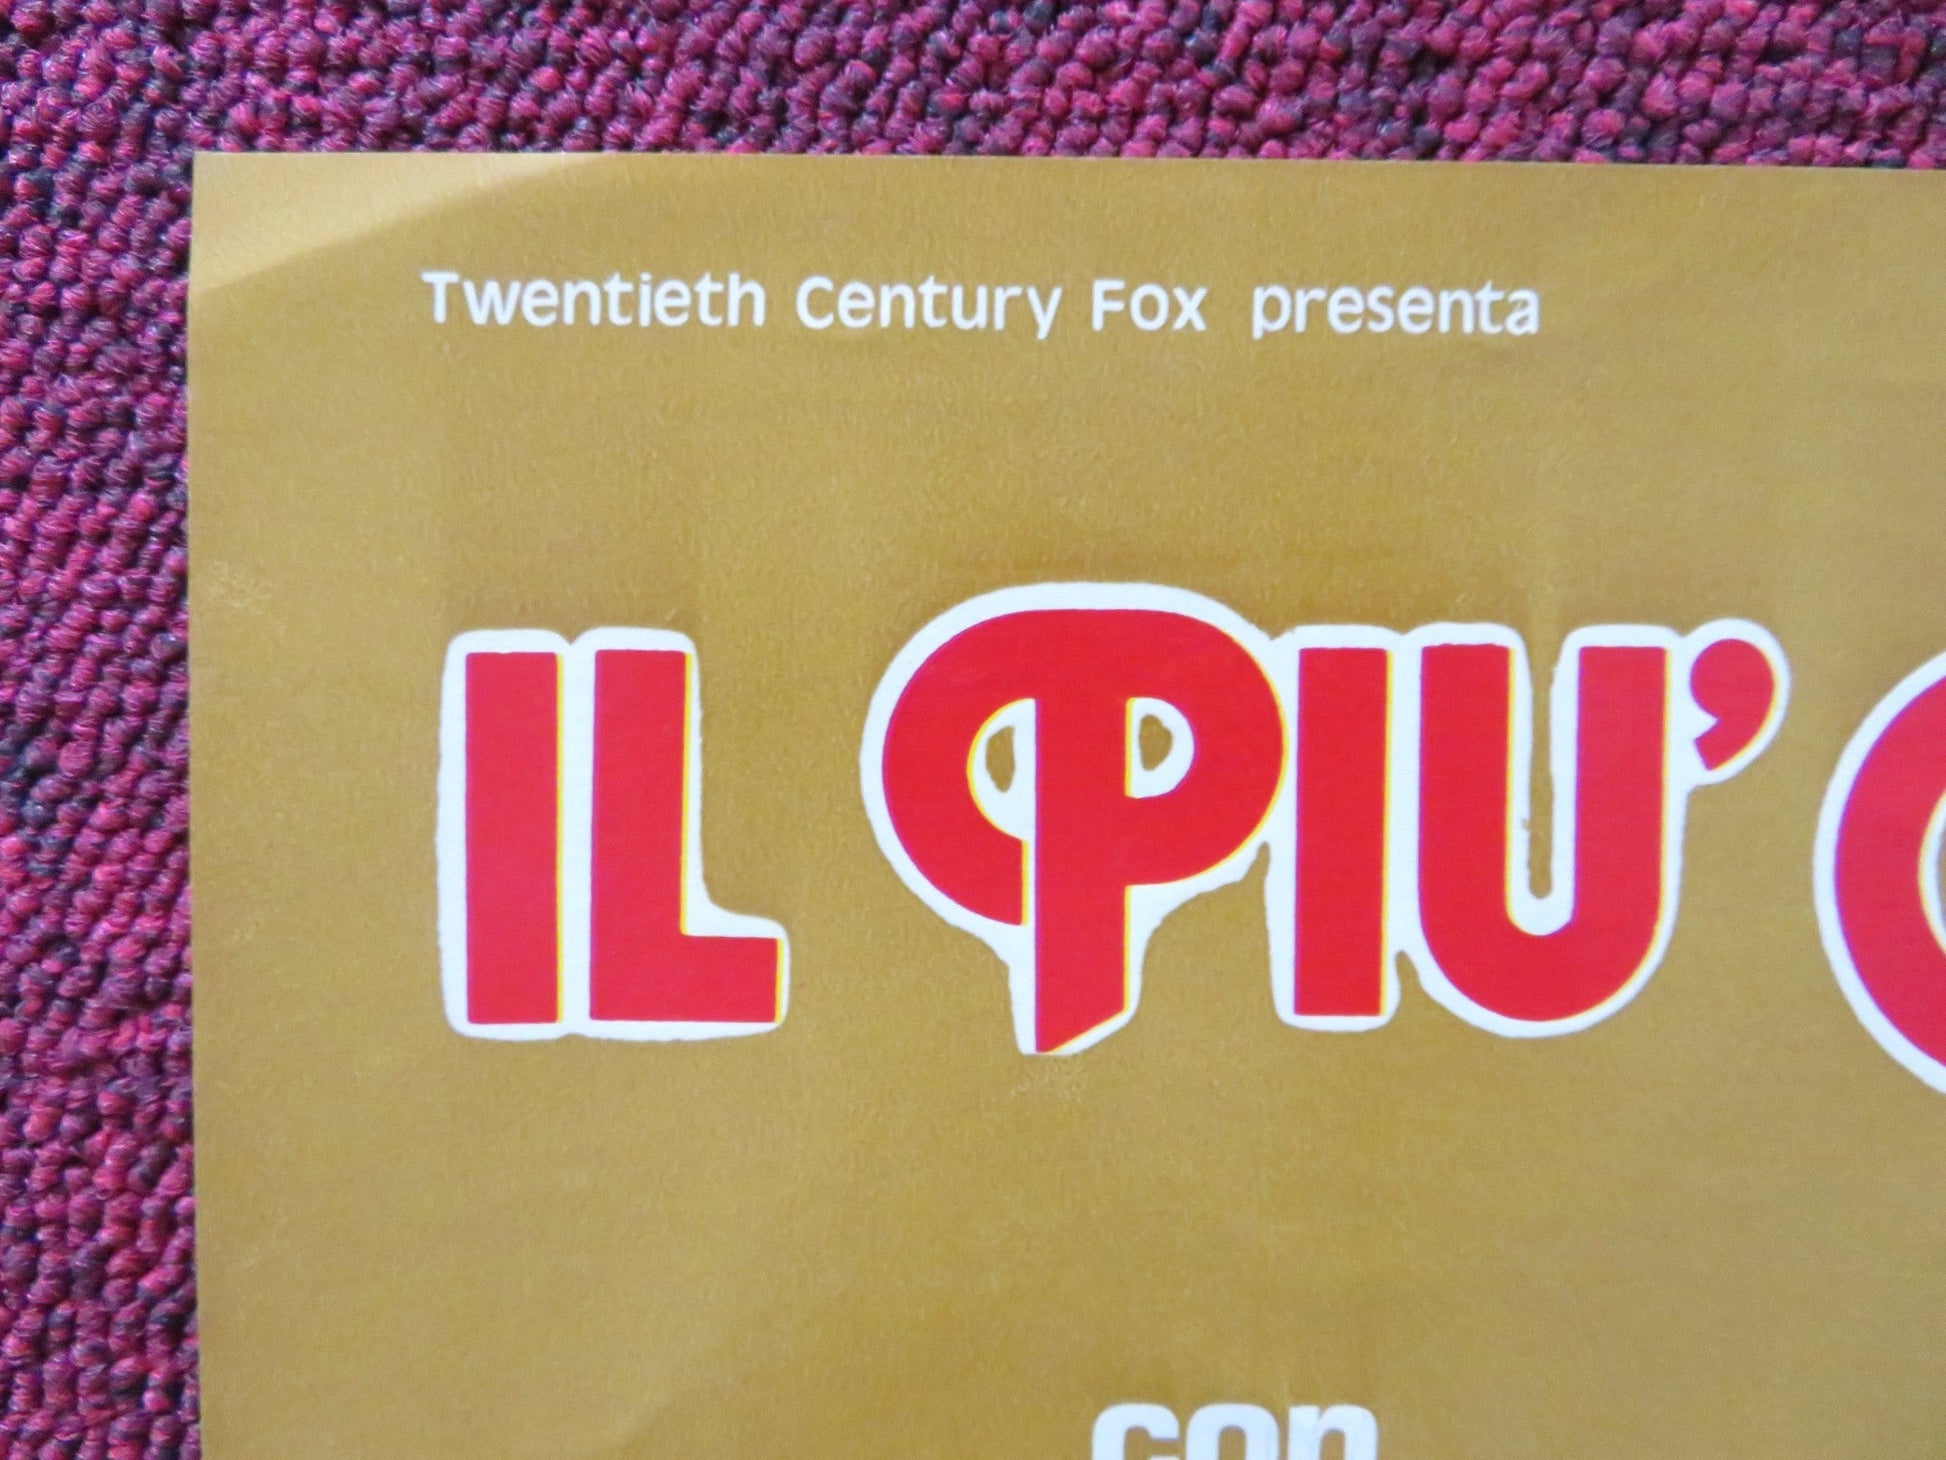 Twentieth Century Fox presenta
IL PIU'
con